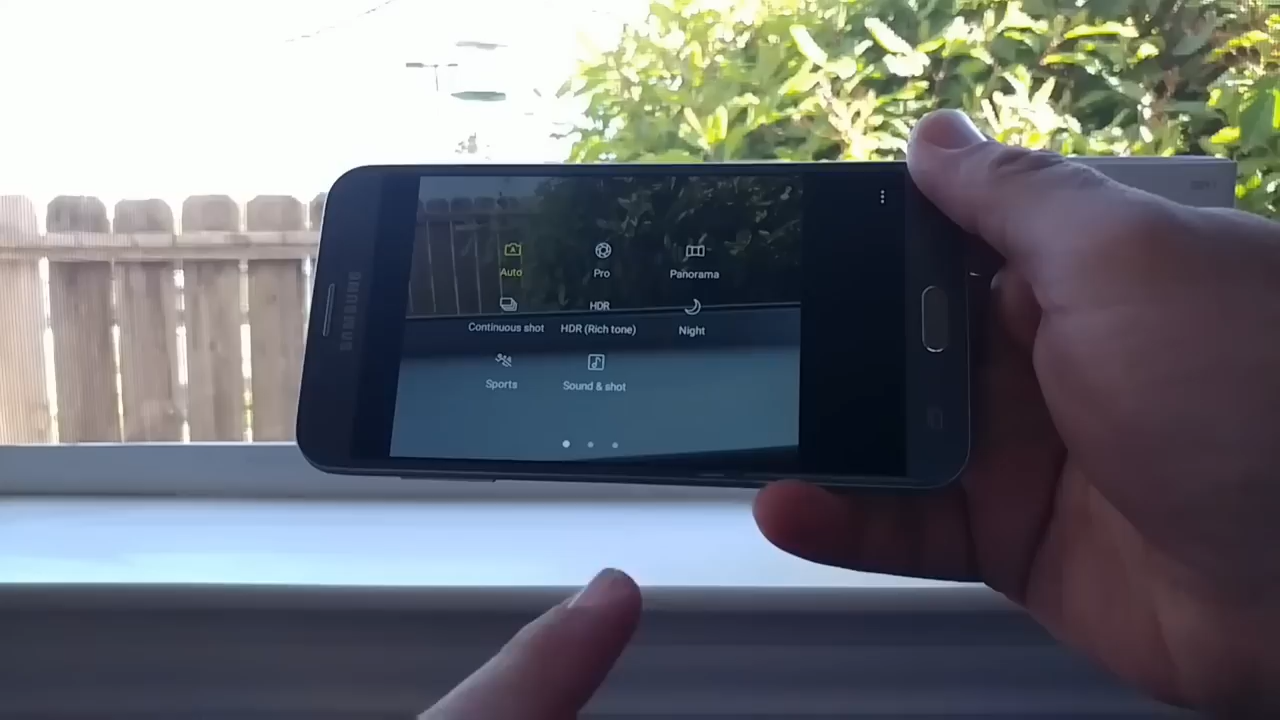 SAMSUNG
Auto
Pro
Panorama
Continuous shot
HDR
HDR (Rich tone)
Night
Sports
Sound & shot